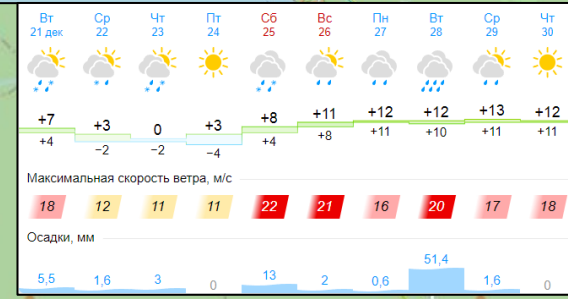 Вт Ср Чт Пт Сб Вс Пн Вт Ср Чт
21 дек 22 23 24 25 26 27 28 29 30
+7 +3 0 +3 +8 +11 +12 +12 +13 +12
+4 −2 −2 −4 +4 +8 +11 +10 +11 +11
Максимальная скорость ветра, м/с
18 12 11 11 22 21 16 20 17 18
Осадки, мм
5,5 1,6 3 0 13 2 0,6 51,4 1,6 0